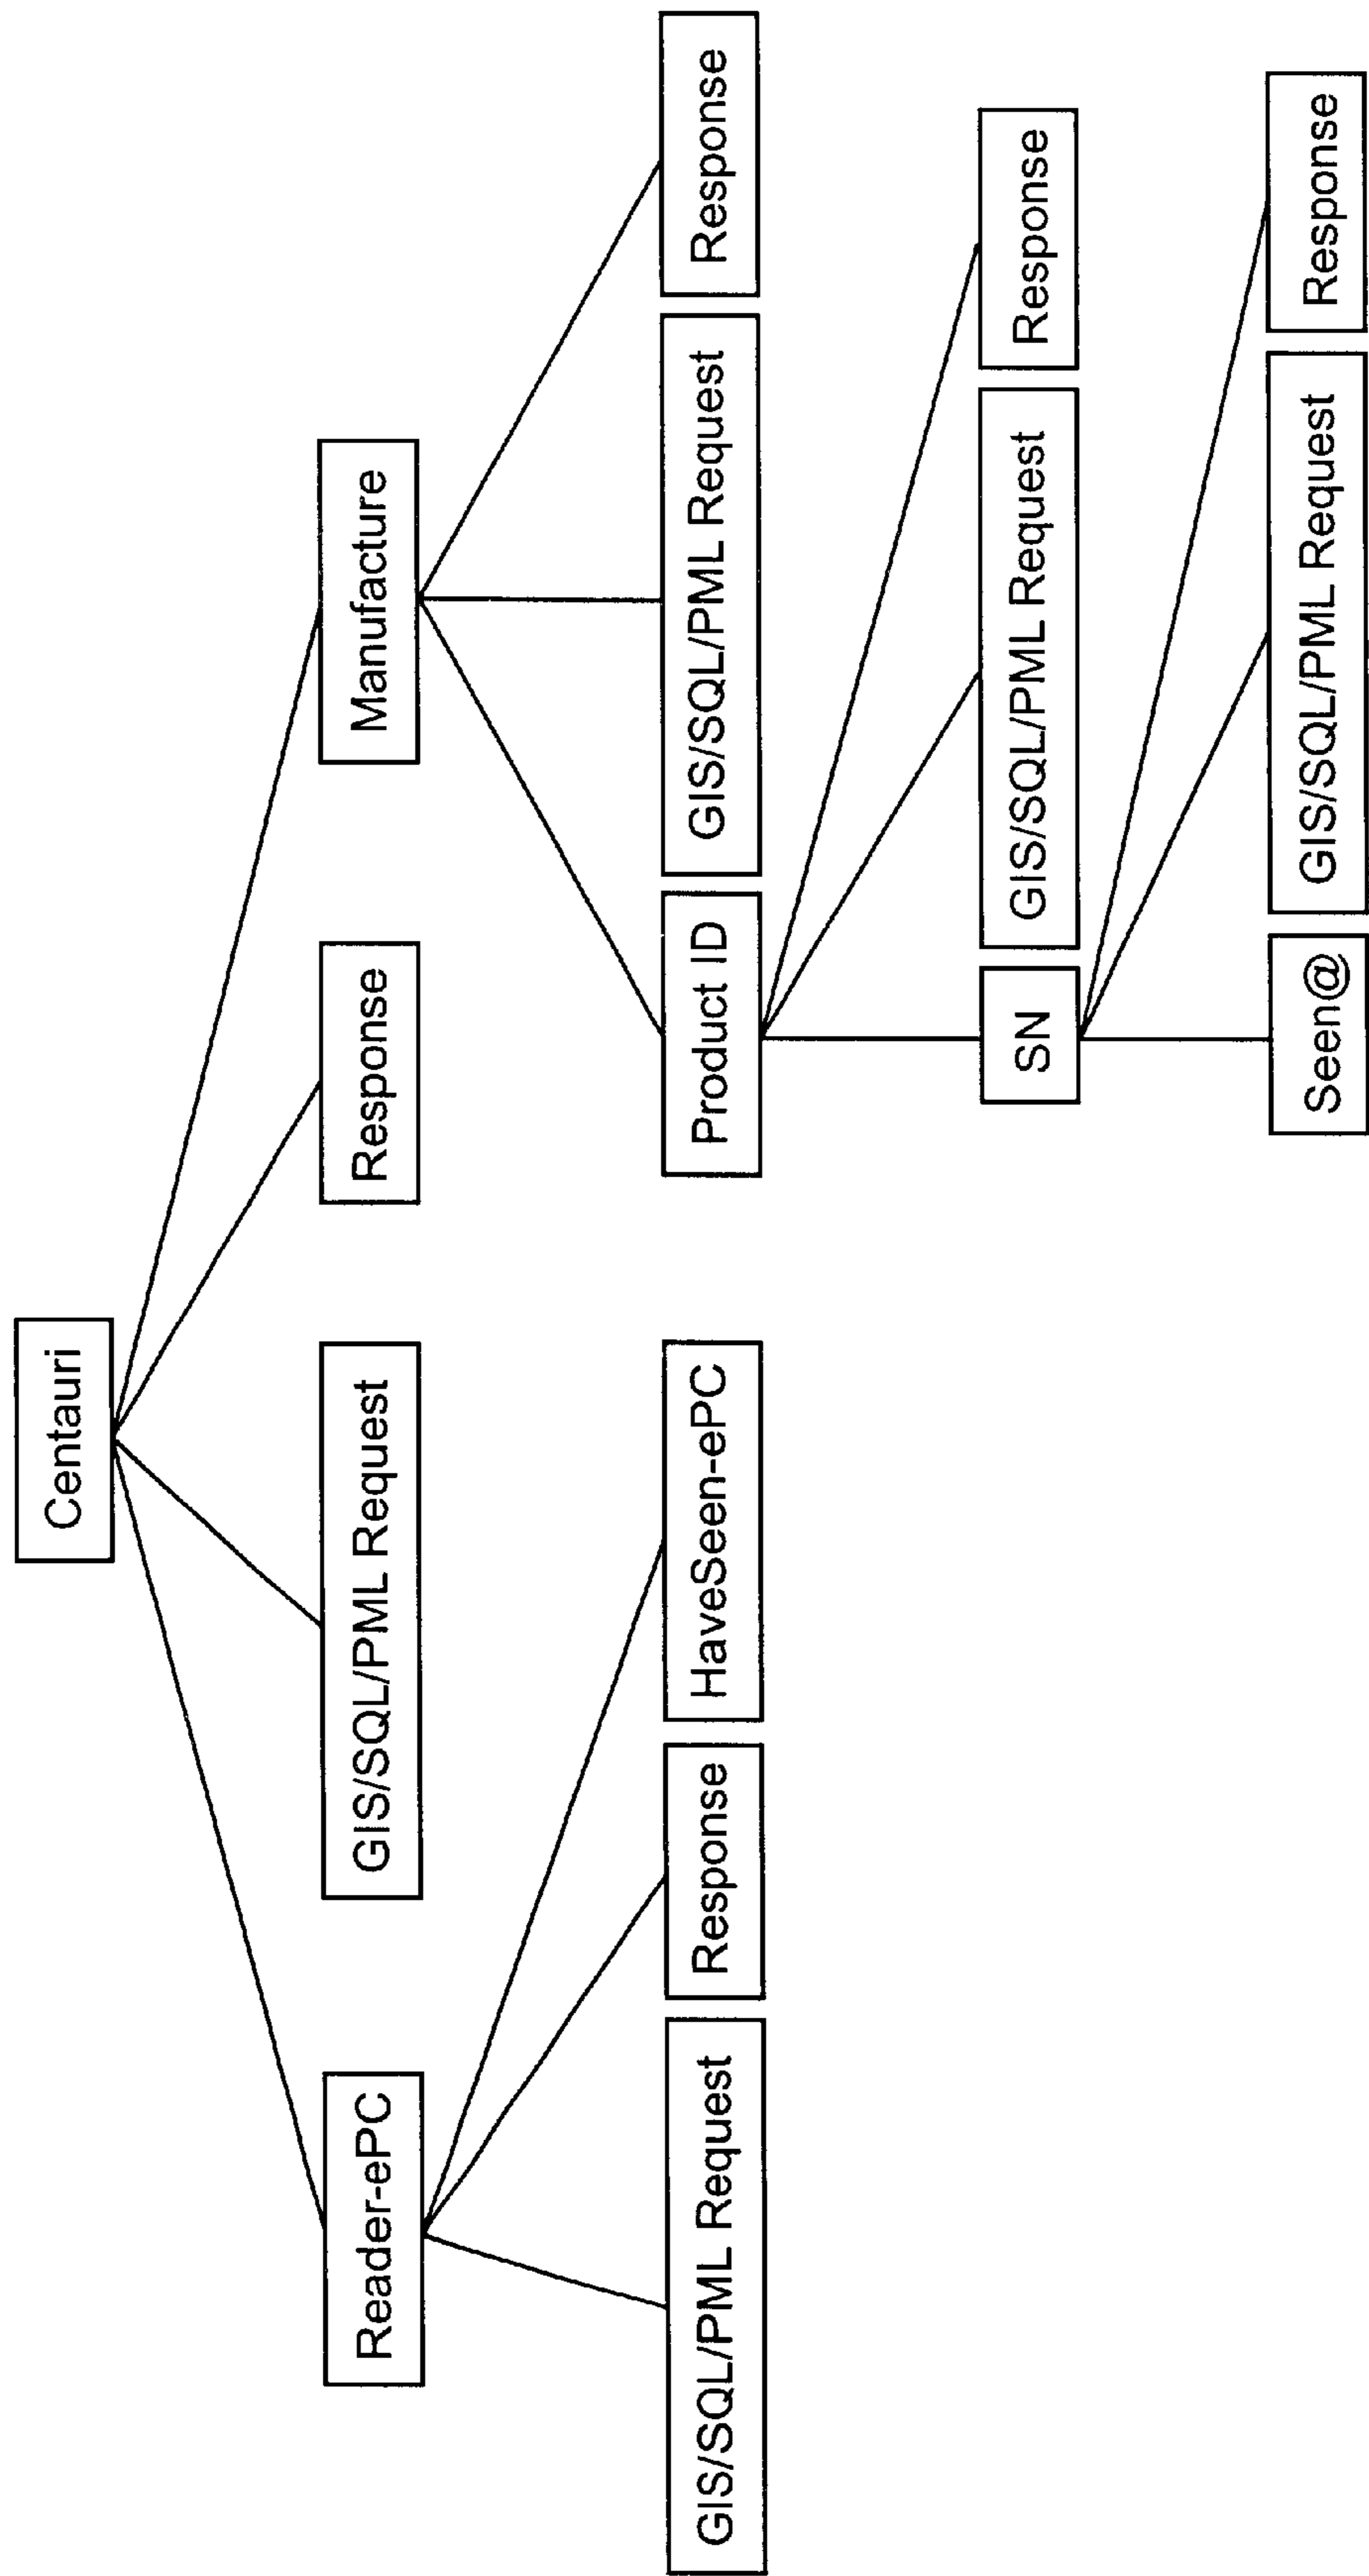 Centauri
Reader-ePC
GIS/SQL/PML Request
Response
Manufacture
GIS/SQL/PML Request
Response
HaveSeen-ePC
Product ID
GIS/SQL/PML Request
Response
SN
GIS/SQL/PML Request
Response
Seen@
GIS/SQL/PML Request
Response